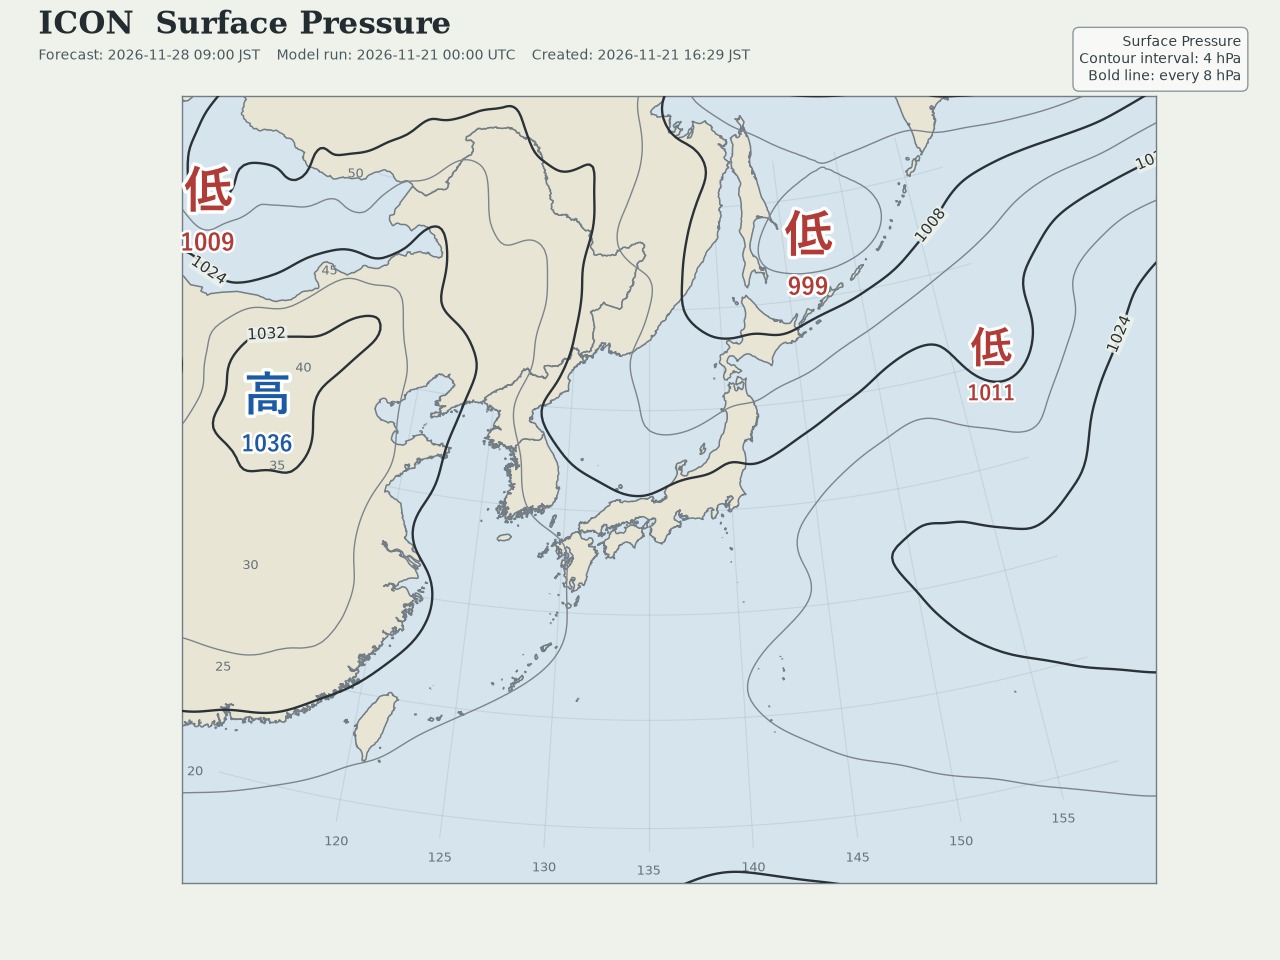 ICON  Surface Pressure
Forecast: 2026-11-28 09:00 JST    Model run: 2026-11-21 00:00 UTC    Created: 2026-11-21 16:29 JST
Surface Pressure
Contour interval: 4 hPa
Bold line: every 8 hPa
低
1009
1024
50
45
1032
40
高
1036
35
30
25
20
低
999
1008
低
1011
1024
101
120
125
130
135
140
145
150
155